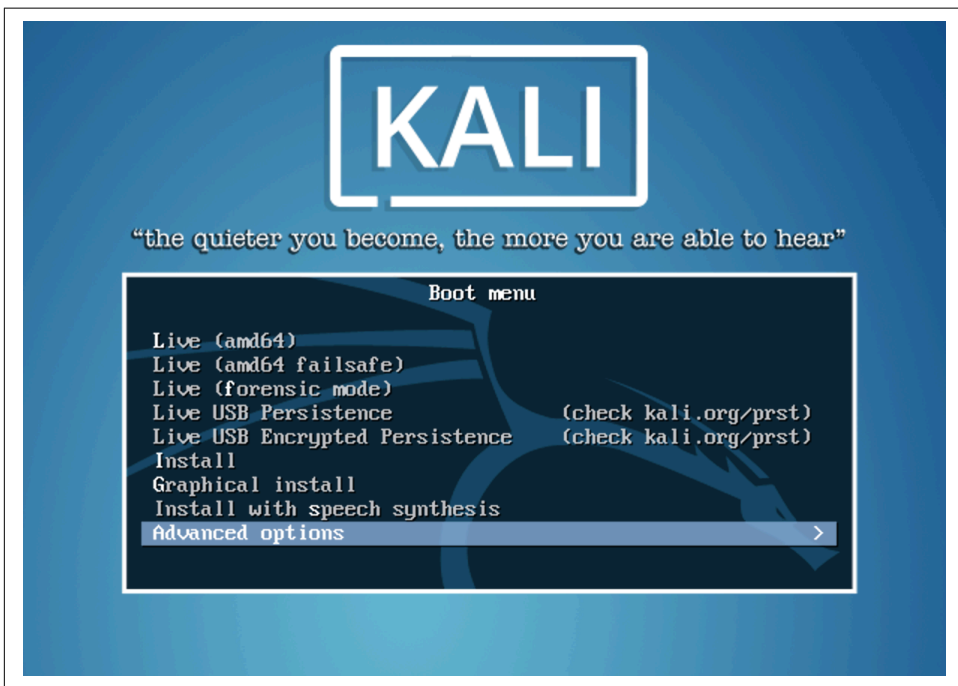 KALI
“the quieter you become, the more you are able to hear”
Boot menu
Live (amd64)
Live (amd64 failsafe)
Live (forensic mode)
Live USB Persistence (check kali.org/prst)
Live USB Encrypted Persistence (check kali.org/prst)
Install
Graphical install
Install with speech synthesis
Advanced options >